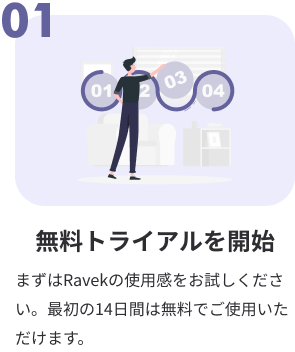 01
01 2 03 04
無料トライアルを開始
まずはRavekの使用感をお試しくださ
い。最初の14日間は無料でご使用いた
だけます。